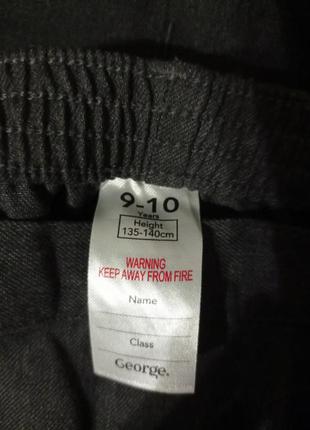 9-10
Years
Height
135-140cm
WARNING
KEEP AWAY FROM FIRE
Name
Class
George.